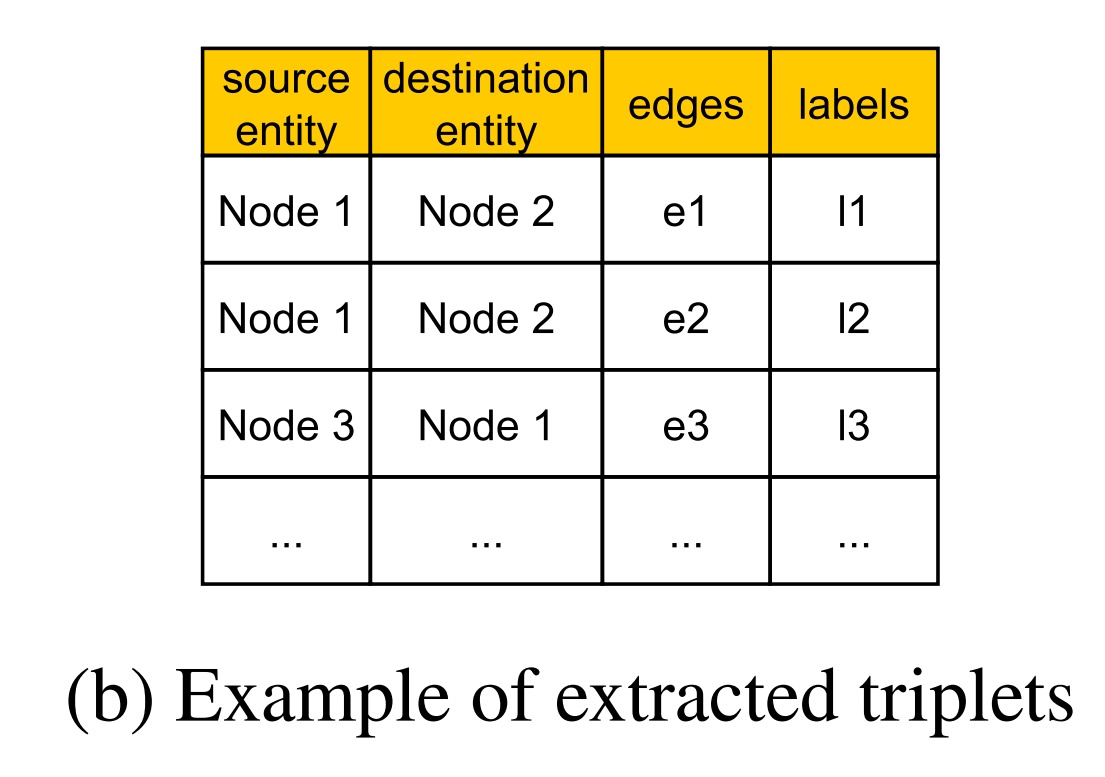 source entity destination entity edges labels
Node 1 Node 2 e1 l1
Node 1 Node 2 e2 l2
Node 3 Node 1 e3 l3
... ... ... ...
(b) Example of extracted triplets